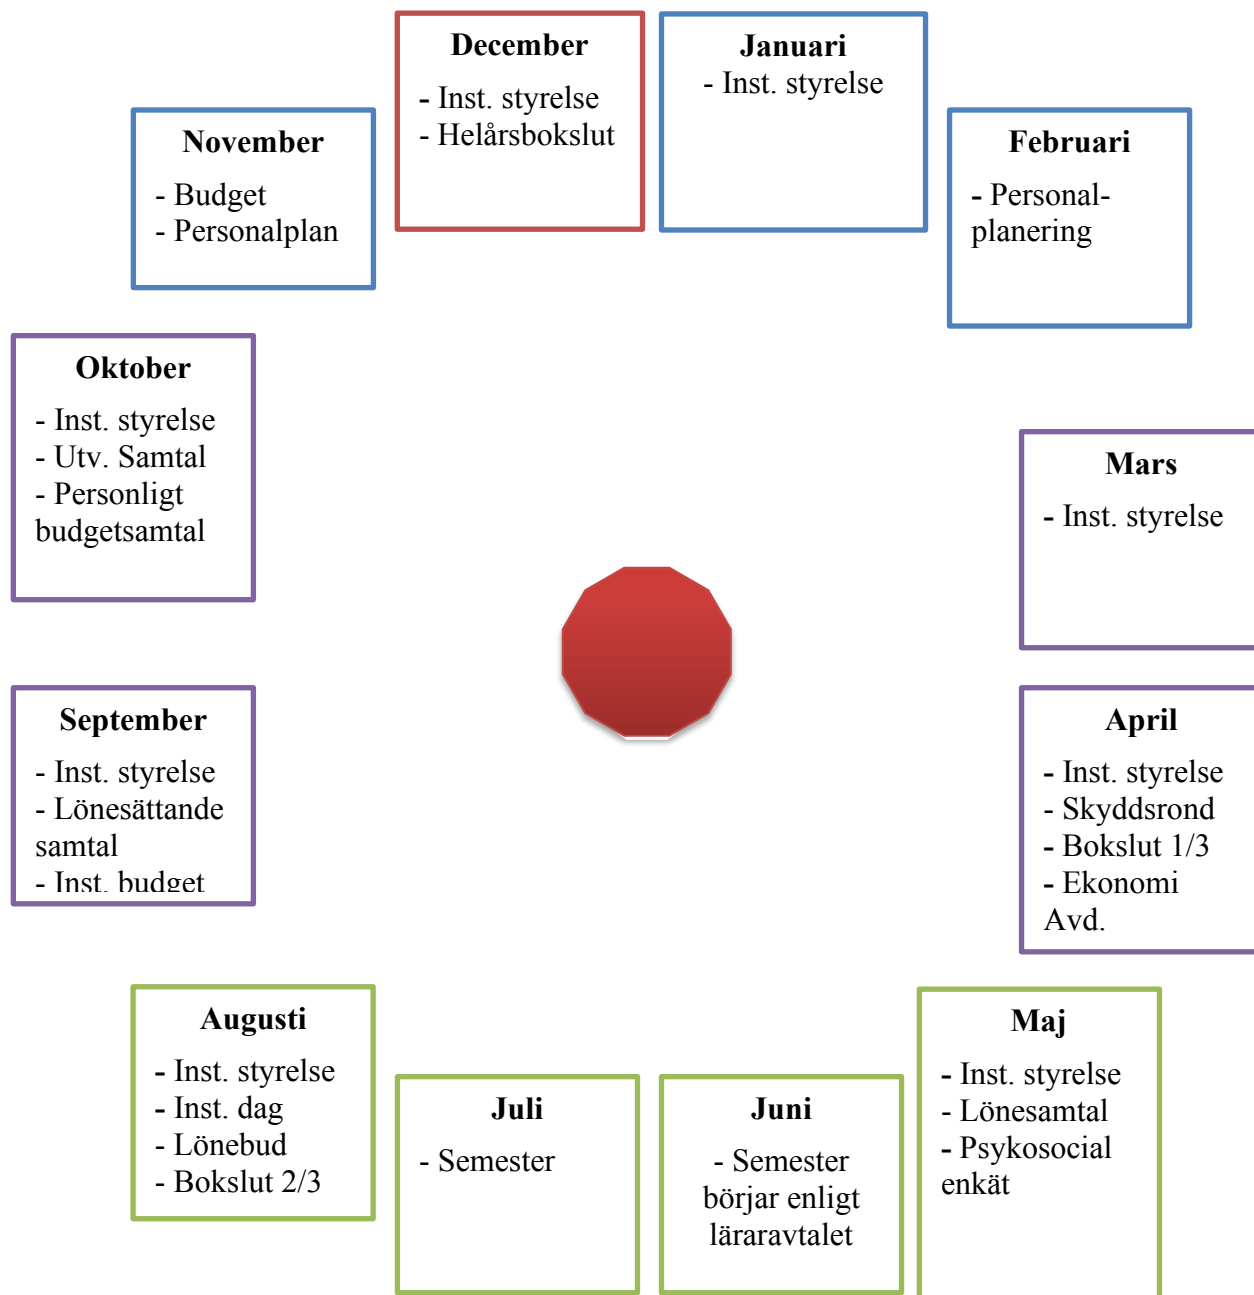 December
- Inst. styrelse
- Helårsbokslut
Januari
- Inst. styrelse
Februari
- Personal-
planering
Mars
- Inst. styrelse
April
- Inst. styrelse
- Skyddsrond
- Bokslut 1/3
- Ekonomi
Avd.
Maj
- Inst. styrelse
- Lönesamtal
- Psykosocial
enkät
Juni
- Semester
börjar enligt
läraravtalet
Juli
- Semester
Augusti
- Inst. styrelse
- Inst. dag
- Lönebud
- Bokslut 2/3
September
- Inst. styrelse
- Lönesättande
samtal
- Inst. budget
Oktober
- Inst. styrelse
- Utv. Samtal
- Personligt
budgetsamtal
November
- Budget
- Personalplan